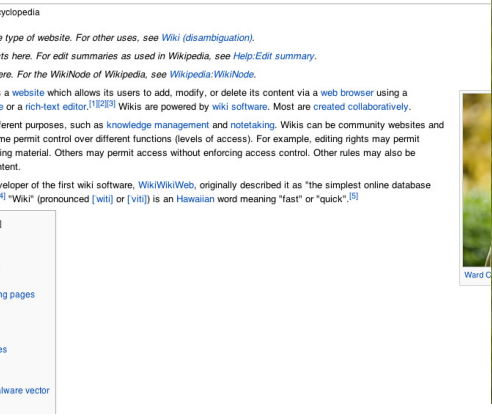 cyclopedia
e type of website. For other uses, see Wiki (disambiguation).
ts here. For edit summaries as used in Wikipedia, see Help:Edit summary.
ere. For the WikiNode of Wikipedia, see Wikipedia:WikiNode.
a website which allows its users to add, modify, or delete its content via a web browser using a
e or a rich-text editor.[1][2][3] Wikis are powered by wiki software. Most are created collaboratively.
ferent purposes, such as knowledge management and notetaking. Wikis can be community websites and
me permit control over different functions (levels of access). For example, editing rights may permit
ing material. Others may permit access without enforcing access control. Other rules may also be
ntent.
veloper of the first wiki software, WikiWikiWeb, originally described it as "the simplest online database
4] "Wiki" (pronounced [ˈwiti] or [ˈviti]) is an Hawaiian word meaning "fast" or "quick".[5]
Ward C
]
ng pages
es
alware vector